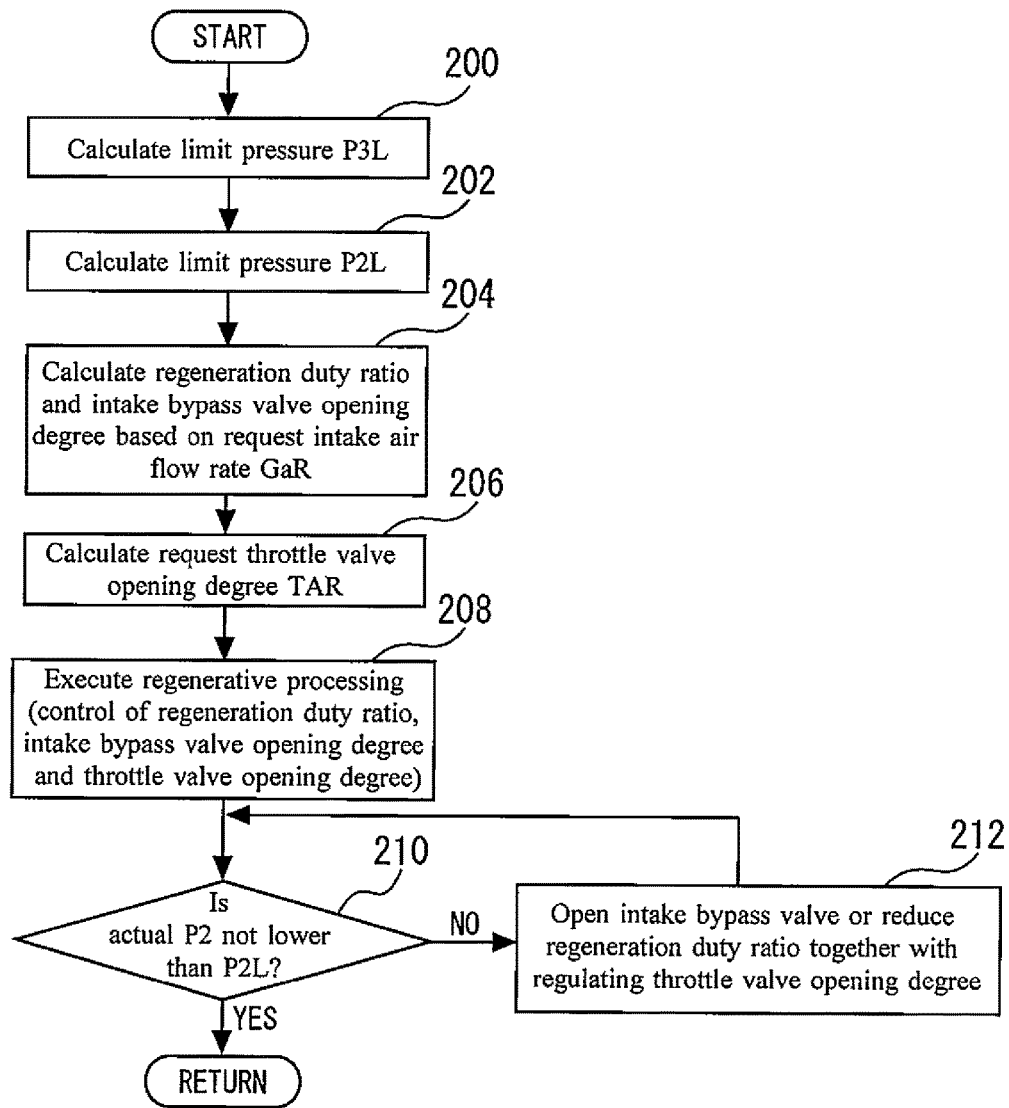 START
200
Calculate limit pressure P3L
202
Calculate limit pressure P2L
204
Calculate regeneration duty ratio
and intake bypass valve opening
degree based on request intake air
flow rate GaR
206
Calculate request throttle valve
opening degree TAR
208
Execute regenerative processing
(control of regeneration duty ratio,
intake bypass valve opening degree
and throttle valve opening degree)
210
Is
actual P2 not lower
than P2L?
NO
212
Open intake bypass valve or reduce
regeneration duty ratio together with
regulating throttle valve opening degree
YES
RETURN